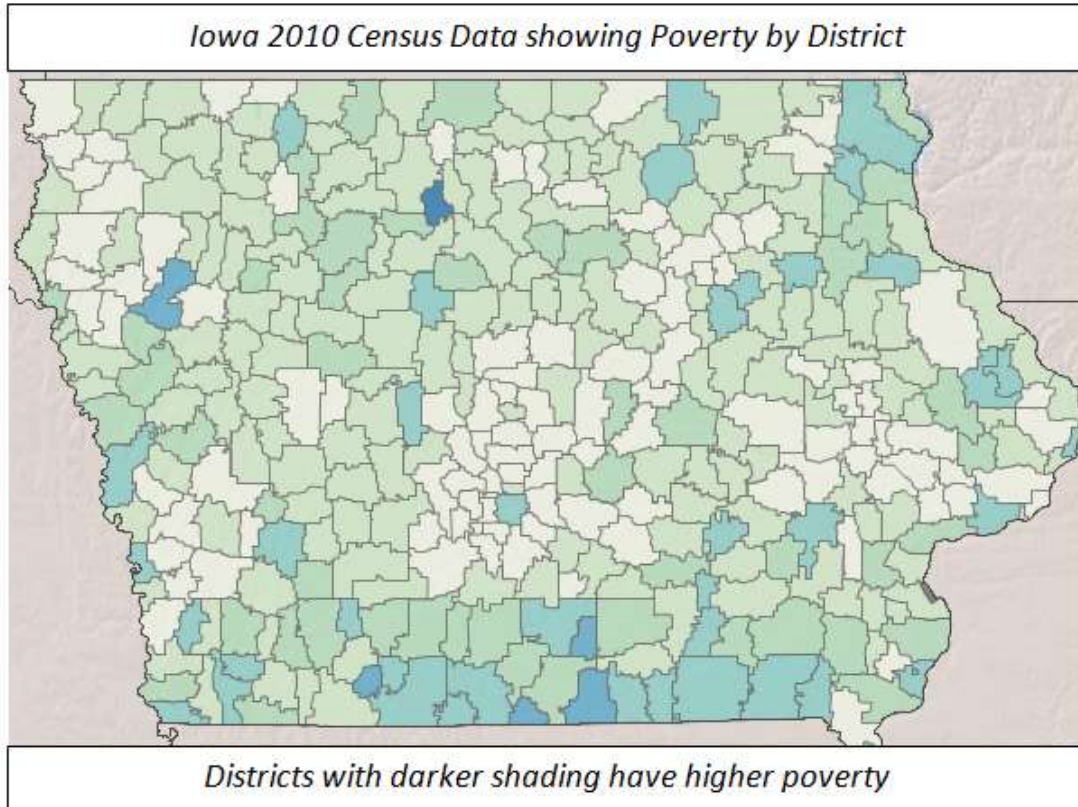 Iowa 2010 Census Data showing Poverty by District
Districts with darker shading have higher poverty